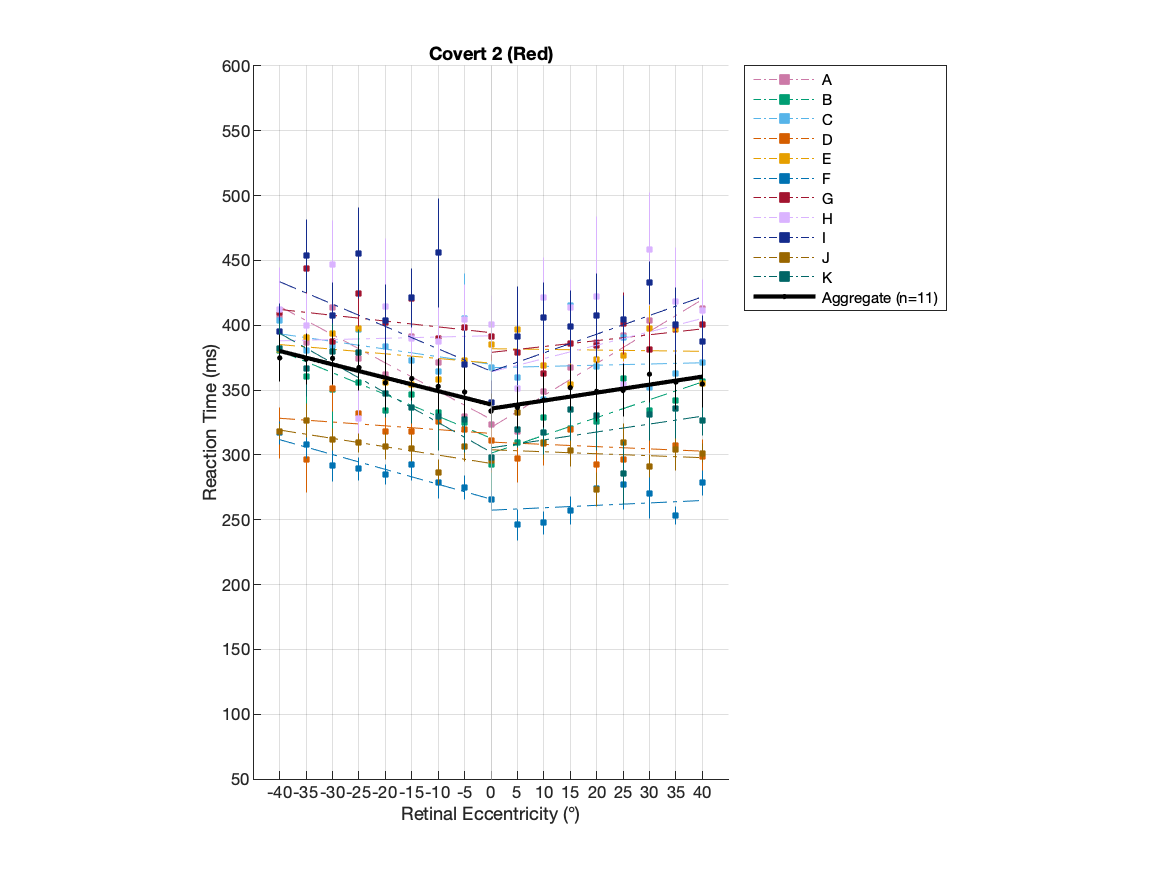 Covert 2 (Red)
600
550
500
450
400
350
300
250
200
150
100
50
Reaction Time (ms)
-40 -35 -30 -25 -20 -15 -10 -5 0 5 10 15 20 25 30 35 40
Retinal Eccentricity (°)
A
B
C
D
E
F
G
H
I
J
K
Aggregate (n=11)